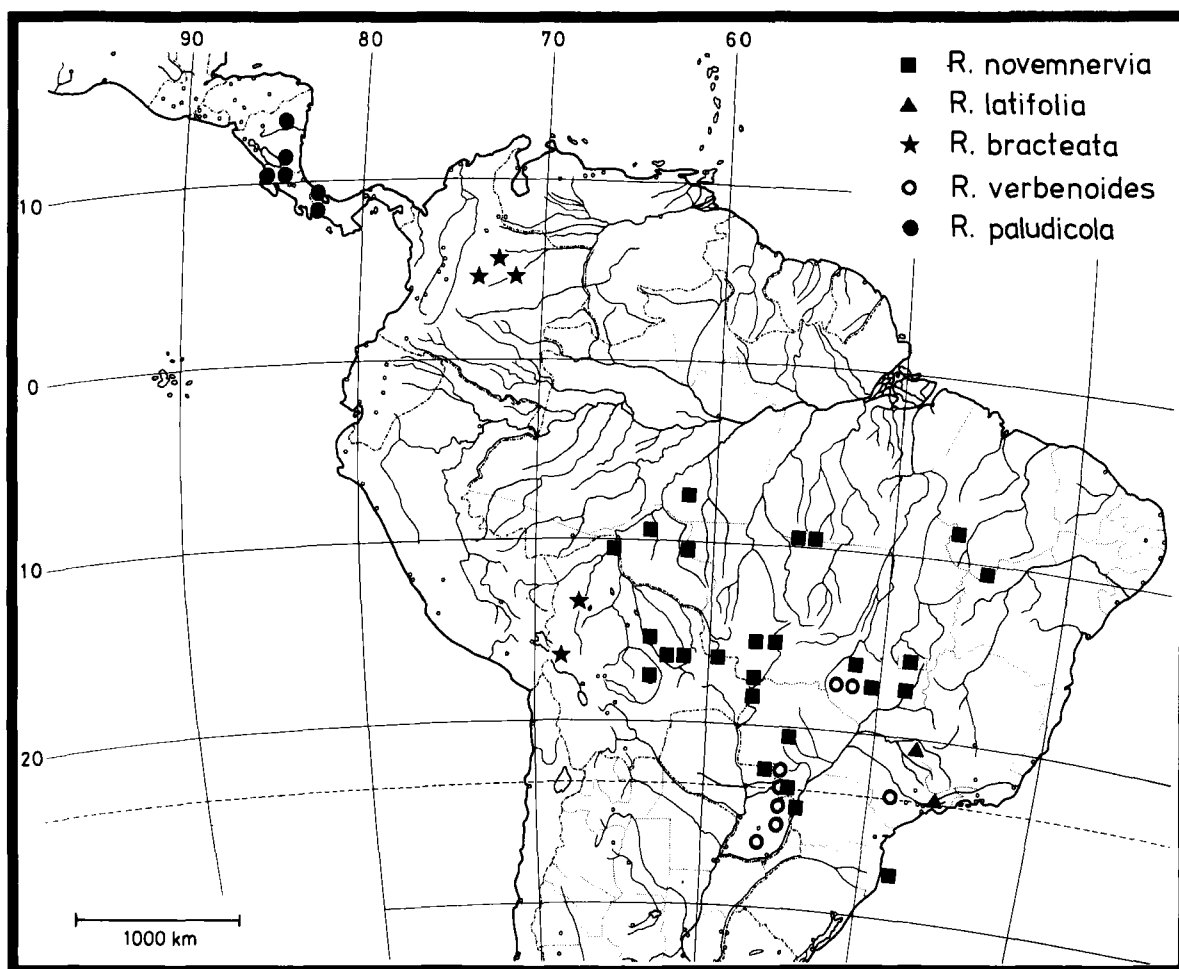 90 80 70 60
R. novemnervia
R. latifolia
R. bracteata
R. verbenoides
R. paludicola
10
0
10
20
1000 km